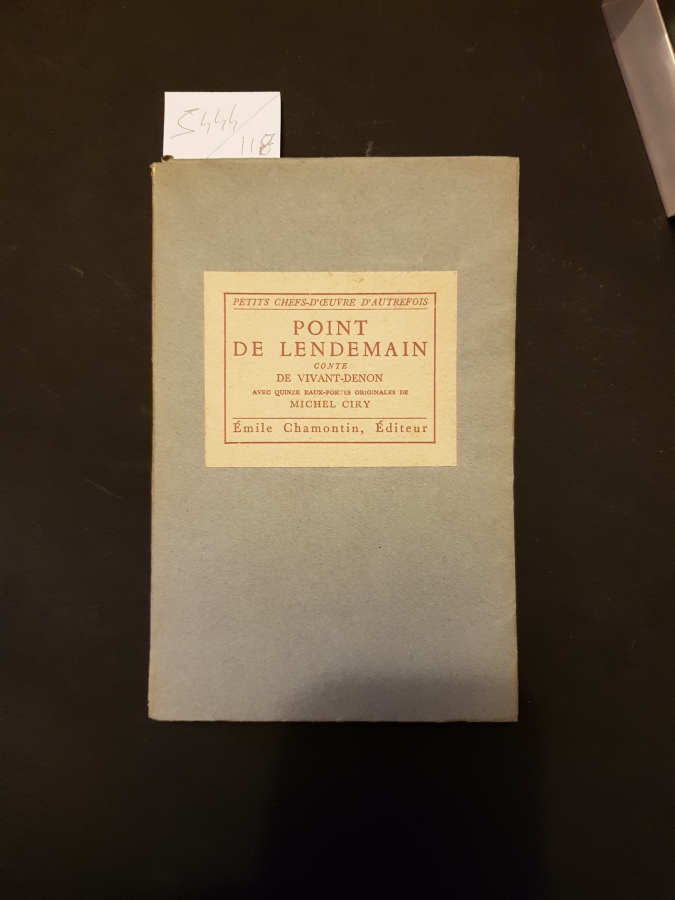 5444/
118
PETITS CHEFS-D'ŒUVRE D'AUTREFOIS
POINT
DE LENDEMAIN
CONTE
DE VIVANT-DENON
AVEC QUINZE EAUX-FORTES ORIGINALES DE
MICHEL CIRY
Émile Chamontin, Éditeur